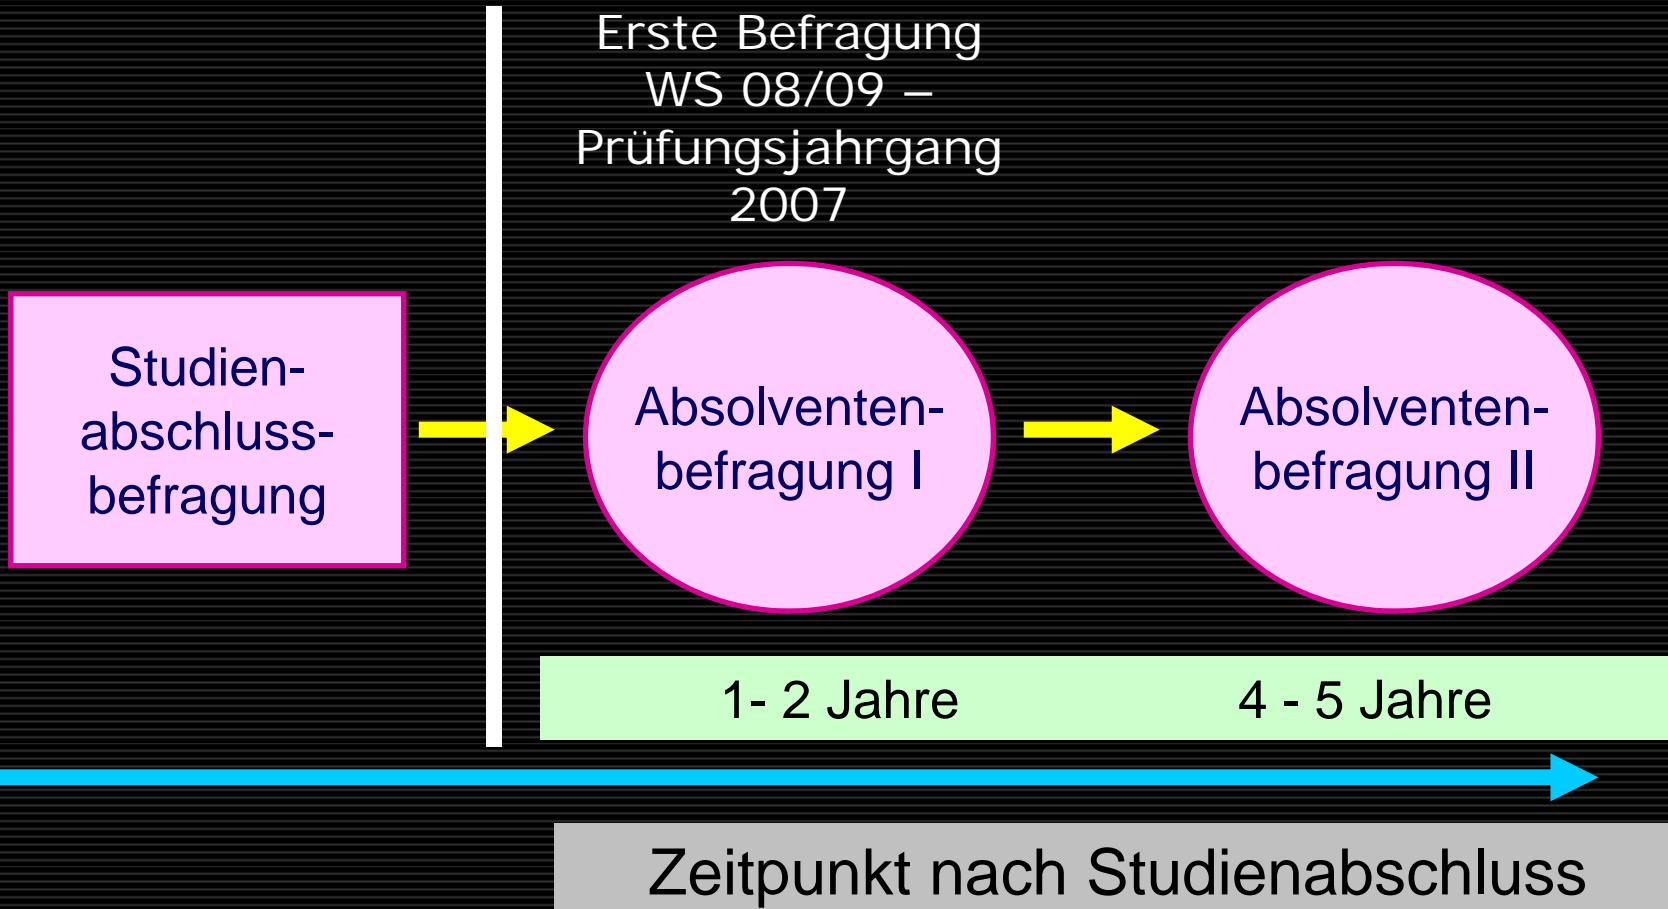 Erste Befragung
WS 08/09 –
Prüfungsjahrgang
2007
Studien-
abschluss-
befragung
Absolventen-
befragung I
Absolventen-
befragung II
1- 2 Jahre
4 - 5 Jahre
Zeitpunkt nach Studienabschluss